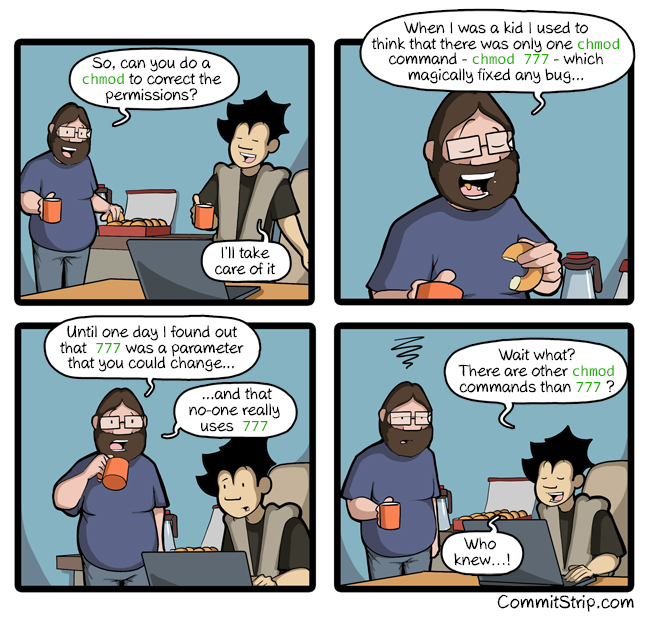 So, can you do a
chmod to correct the
permissions?
I'll take
care of it
When I was a kid I used to
think that there was only one chmod
command - chmod 777 - which
magically fixed any bug...
Until one day I found out
that 777 was a parameter
that you could change...
...and that
no-one really
uses 777
Wait what?
There are other chmod
commands than 777 ?
Who
knew...!
CommitStrip.com